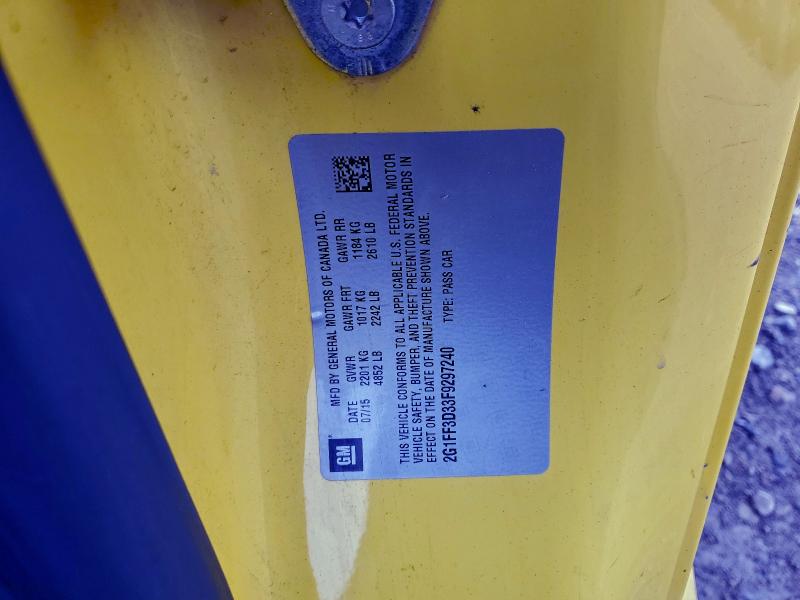 GM
MFD BY GENERAL MOTORS OF CANADA LTD.
DATE GVWR GAWR FRT GAWR RR
07/15 2201 KG 1017 KG 1184 KG
4852 LB 2242 LB 2610 LB
THIS VEHICLE CONFORMS TO ALL APPLICABLE U.S. FEDERAL MOTOR
VEHICLE SAFETY, BUMPER, AND THEFT PREVENTION STANDARDS IN
EFFECT ON THE DATE OF MANUFACTURE SHOWN ABOVE.
2G1FF3D33F9297240 TYPE: PASS CAR